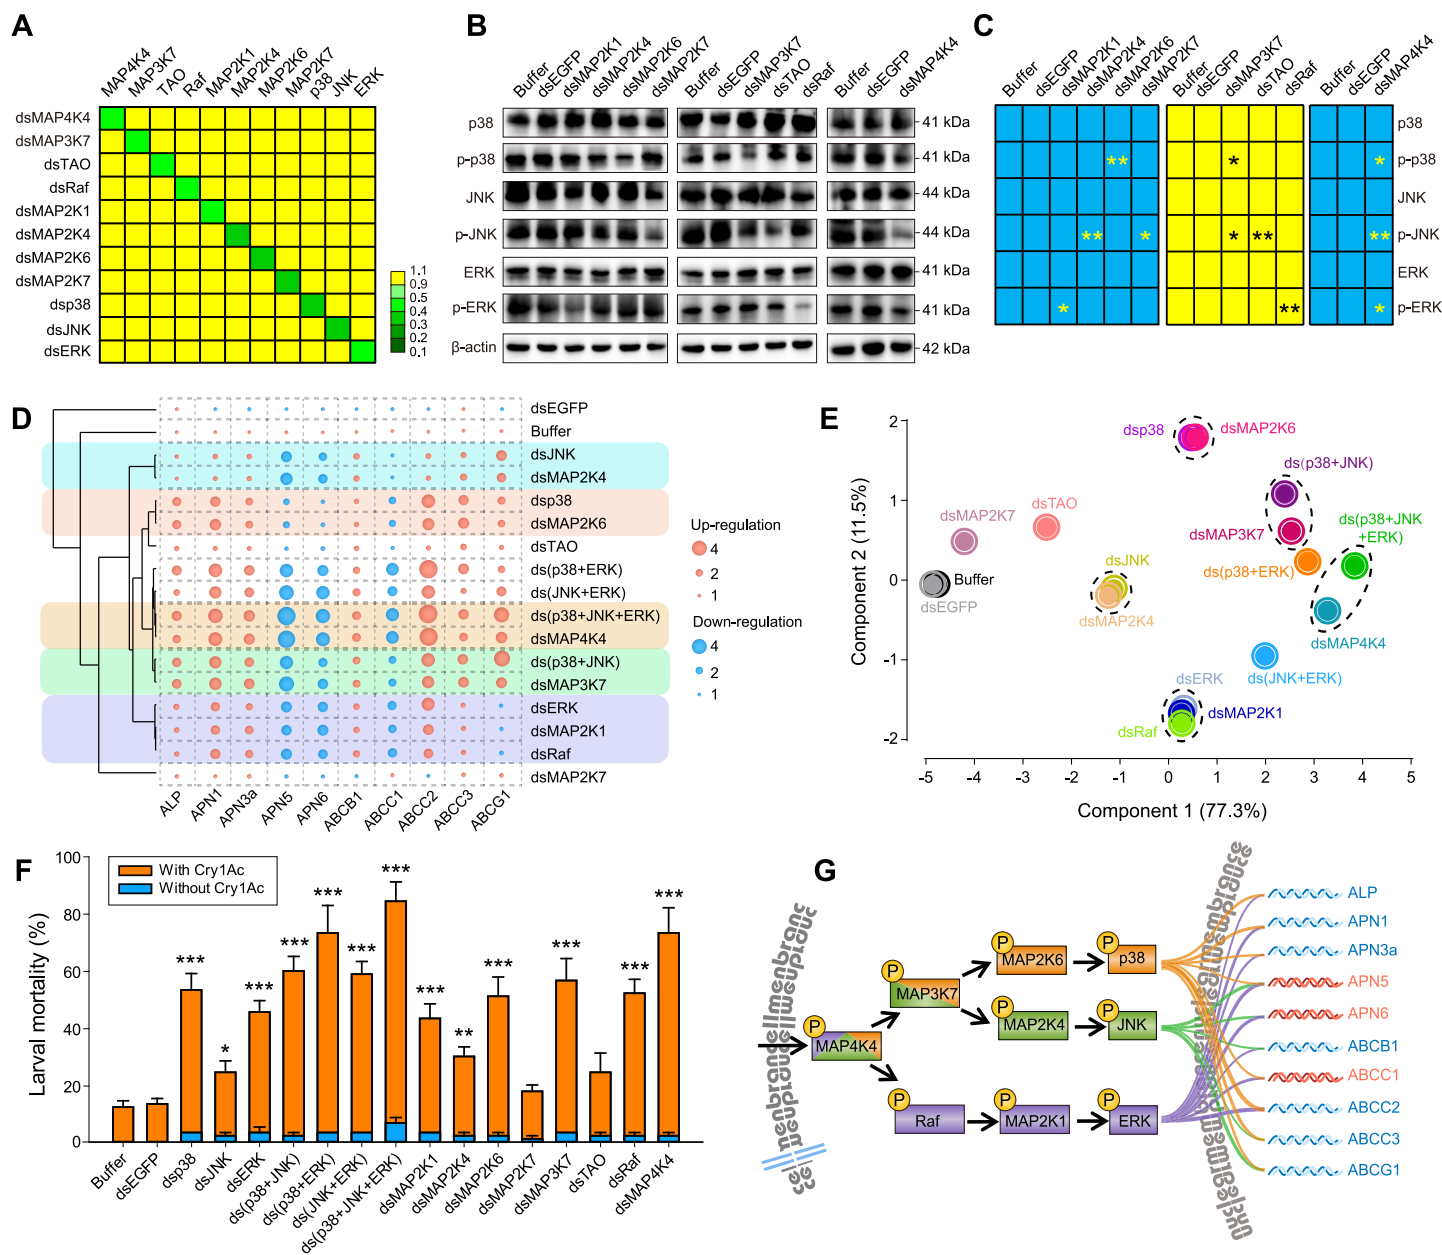 A
MAP4K4
MAP3K7
TAO
Raf
MAP2K1
MAP2K4
MAP2K6
MAP2K7
p38
JNK
ERK
dsMAP4K4
dsMAP3K7
dsTAO
dsRaf
dsMAP2K1
dsMAP2K4
dsMAP2K6
dsMAP2K7
dsp38
dsJNK
dsERK
1.1
0.9
0.5
0.4
0.3
0.2
0.1
B
Buffer
dsEGFP
dsMAP2K1
dsMAP2K4
dsMAP2K6
dsMAP2K7
Buffer
dsEGFP
dsMAP3K7
dsTAO
dsRaf
Buffer
dsEGFP
dsMAP4K4
p38
41 kDa
p-p38
41 kDa
JNK
44 kDa
p-JNK
44 kDa
ERK
41 kDa
p-ERK
41 kDa
β-actin
42 kDa
C
Buffer
dsEGFP
dsMAP2K1
dsMAP2K4
dsMAP2K6
dsMAP2K7
Buffer
dsEGFP
dsMAP3K7
dsTAO
dsRaf
Buffer
dsEGFP
dsMAP4K4
p38
** * * p-p38
JNK
** * * ** ** p-JNK
ERK
* ** * p-ERK
D
dsEGFP
Buffer
dsJNK
dsMAP2K4
dsp38
dsMAP2K6
dsTAO
ds(p38+ERK)
ds(JNK+ERK)
ds(p38+JNK+ERK)
dsMAP4K4
ds(p38+JNK)
dsMAP3K7
dsERK
dsMAP2K1
dsRaf
dsMAP2K7
ALP
APN1
APN3a
APN5
APN6
ABCB1
ABCC1
ABCC2
ABCC3
ABCG1
Up-regulation
4
2
1
Down-regulation
4
2
1
E
Component 2 (11.5%)
2
1
0
-1
-2
-5 -4 -3 -2 -1 0 1 2 3 4 5
Component 1 (77.3%)
dsp38
dsMAP2K6
ds(p38+JNK)
dsMAP2K7
dsTAO
dsMAP3K7
ds(p38+JNK
+ERK)
dsJNK
ds(p38+ERK)
Buffer
dsEGFP
dsMAP2K4
dsMAP4K4
dsERK
ds(JNK+ERK)
dsMAP2K1
dsRaf
F
Larval mortality (%)
100
80
60
40
20
0
With Cry1Ac
Without Cry1Ac
***
*
***
***
***
***
***
***
**
***
***
***
***
Buffer
dsEGFP
dsp38
dsJNK
dsERK
ds(p38+JNK)
ds(p38+ERK)
ds(JNK+ERK)
ds(p38+JNK+ERK)
dsMAP2K1
dsMAP2K4
dsMAP2K6
dsMAP2K7
dsMAP3K7
dsTAO
dsRaf
dsMAP4K4
G
P
MAP4K4
P
MAP3K7
P
MAP2K6
P
p38
P
MAP2K4
P
JNK
P
Raf
P
MAP2K1
P
ERK
ALP
APN1
APN3a
APN5
APN6
ABCB1
ABCC1
ABCC2
ABCC3
ABCG1